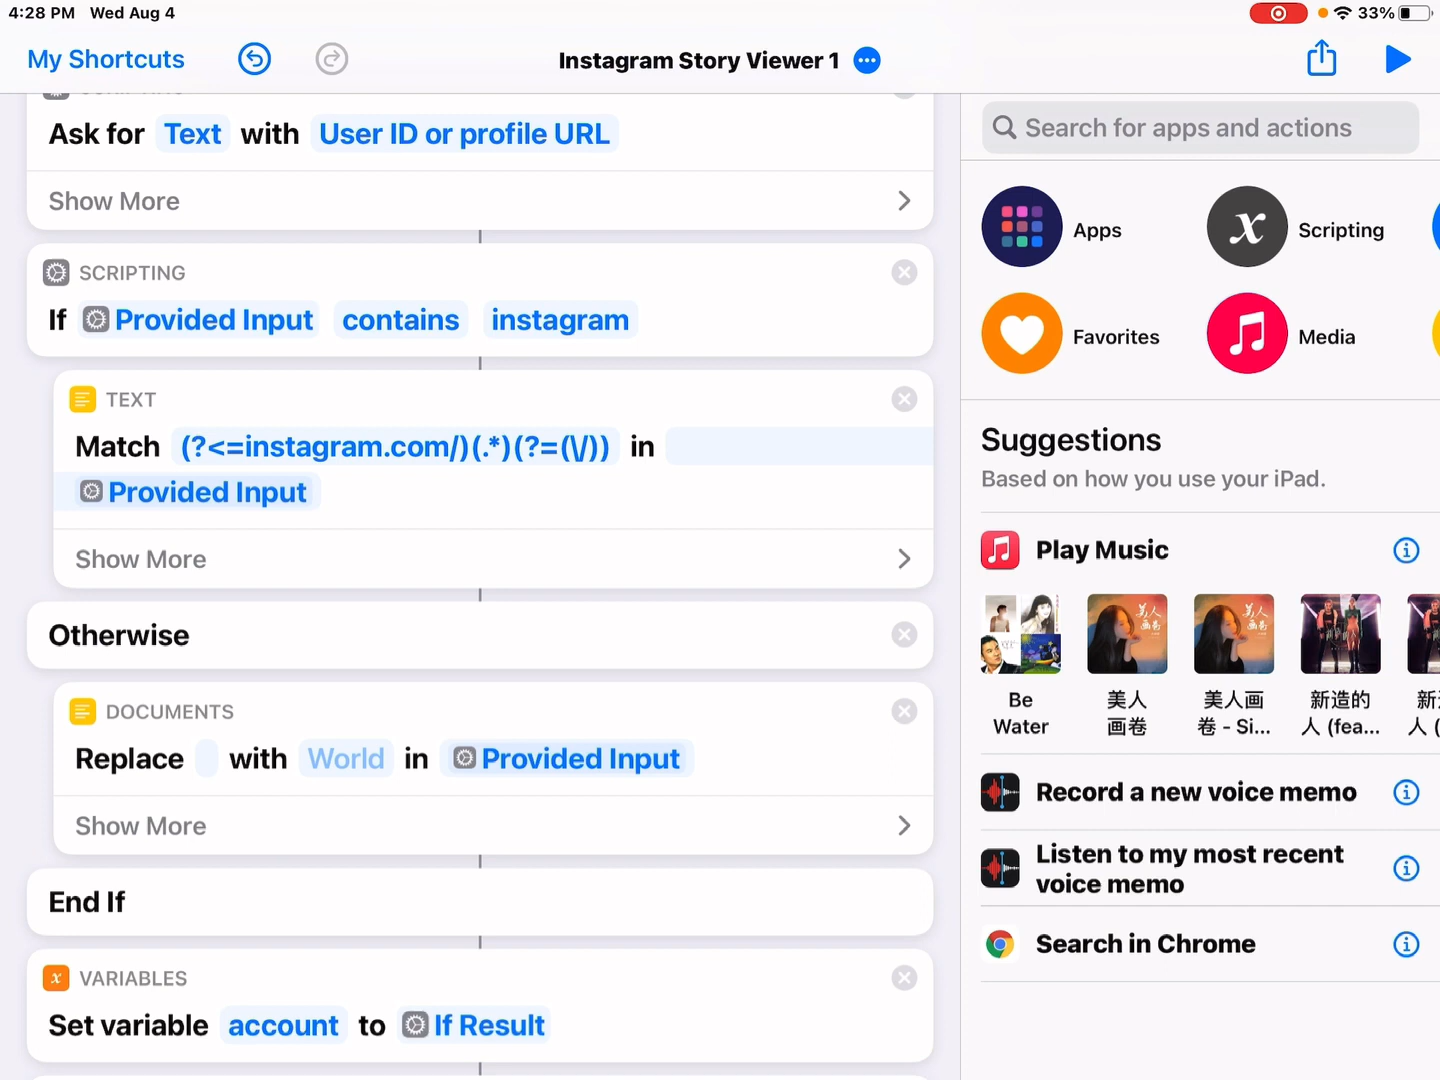 4:28 PM Wed Aug 4
33%
My Shortcuts
Instagram Story Viewer 1
Ask for Text with User ID or profile URL
Show More
SCRIPTING
If Provided Input contains instagram
TEXT
Match (?<=instagram.com/)(.*)(?=(\/)) in
Provided Input
Show More
Otherwise
DOCUMENTS
Replace with World in Provided Input
Show More
End If
VARIABLES
Set variable account to If Result
Search for apps and actions
Apps
Scripting
Favorites
Media
Suggestions
Based on how you use your iPad.
Play Music
Be
Water
美人
画卷
美人画
卷 - Si...
新造的
人 (fea...
人 (
Record a new voice memo
Listen to my most recent
voice memo
Search in Chrome